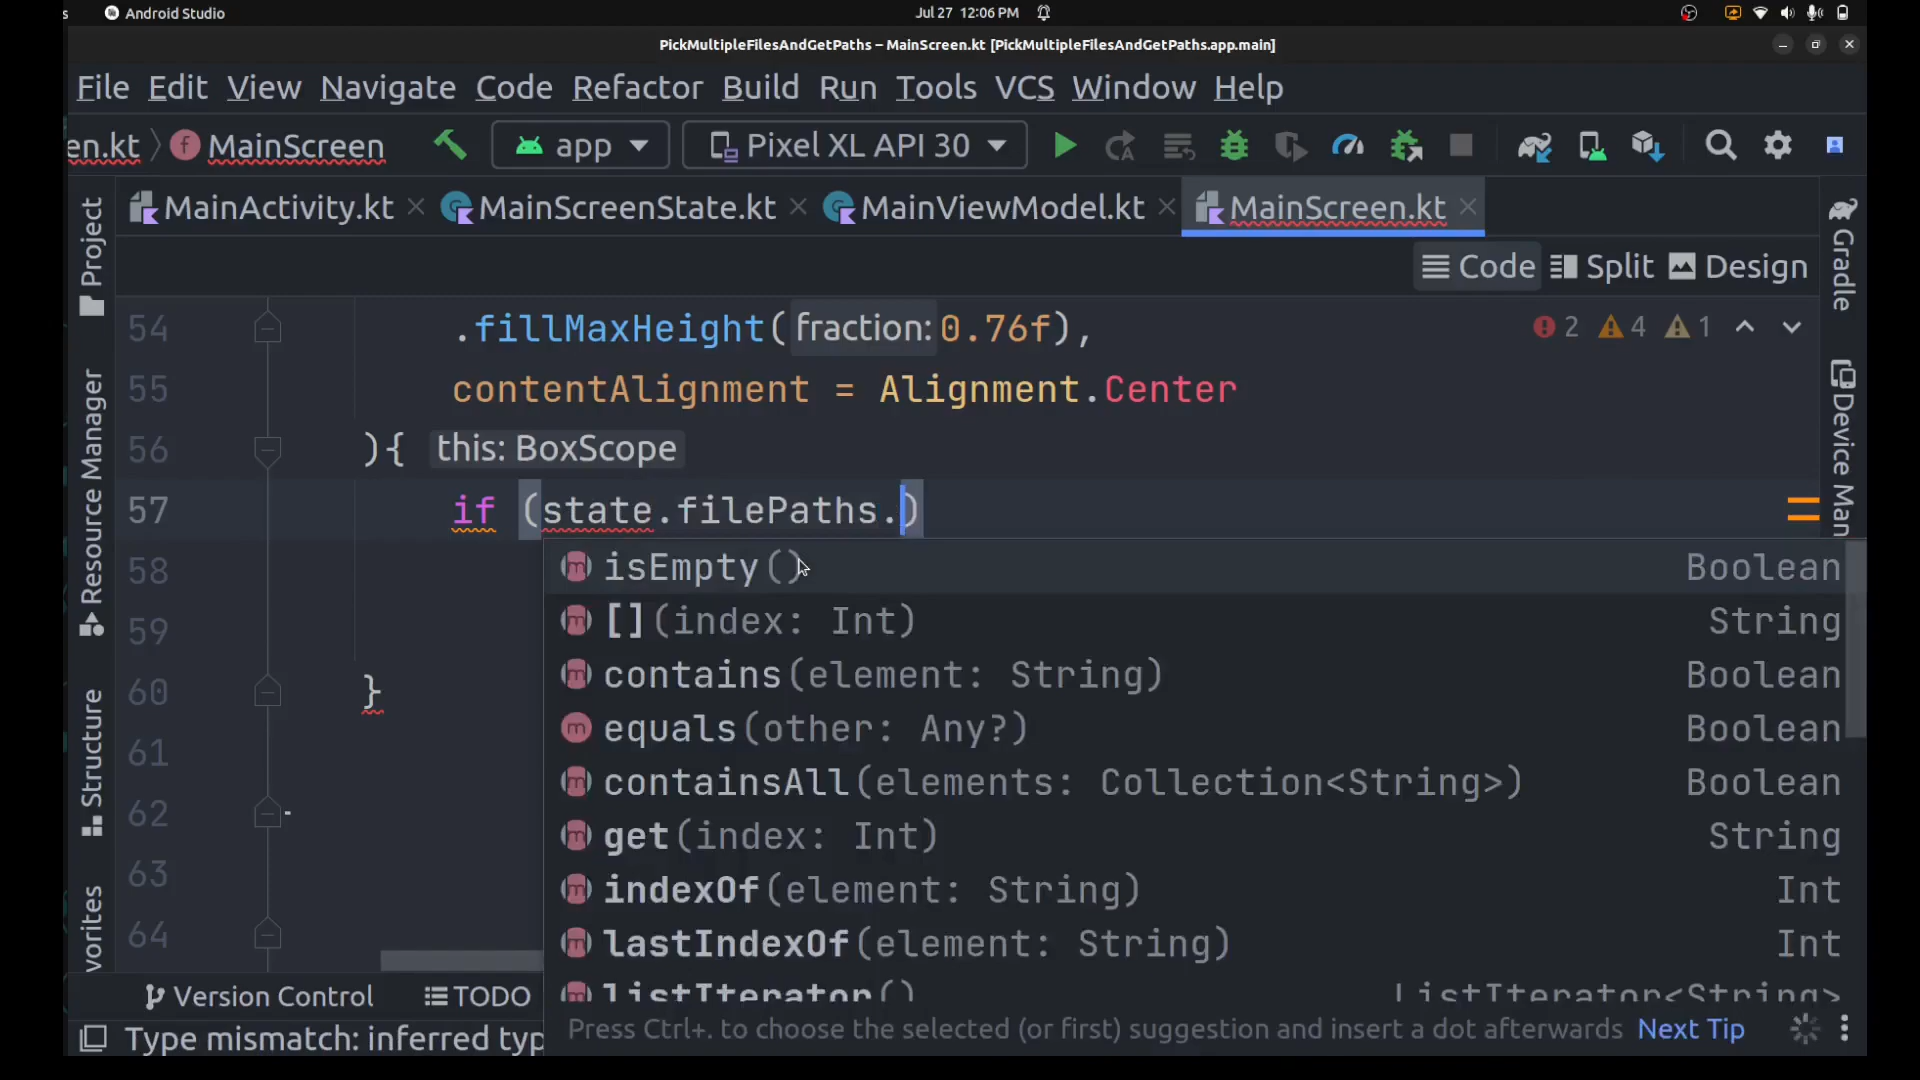 s Android Studio Jul 27 12:06 PM
PickMultipleFilesAndGetPaths – MainScreen.kt [PickMultipleFilesAndGetPaths.app.main]
File Edit View Navigate Code Refactor Build Run Tools VCS Window Help
en.kt MainScreen app Pixel XL API 30
MainActivity.kt MainScreenState.kt MainViewModel.kt MainScreen.kt
Code Split Design
Project
Resource Manager
Structure
vorites
Gradle
Device Man
2 4 1
54 .fillMaxHeight( fraction: 0.76f),
55 contentAlignment = Alignment.Center
56 ){ this: BoxScope
57 if (state.filePaths.)
58
59
60 }
61
62
63
64
isEmpty() Boolean
[](index: Int) String
contains(element: String) Boolean
equals(other: Any?) Boolean
containsAll(elements: Collection<String>) Boolean
get(index: Int) String
indexOf(element: String) Int
lastIndexOf(element: String) Int
listIterator() ListIterator<String>
Press Ctrl+. to choose the selected (or first) suggestion and insert a dot afterwards Next Tip
Version Control TODO
Type mismatch: inferred typ